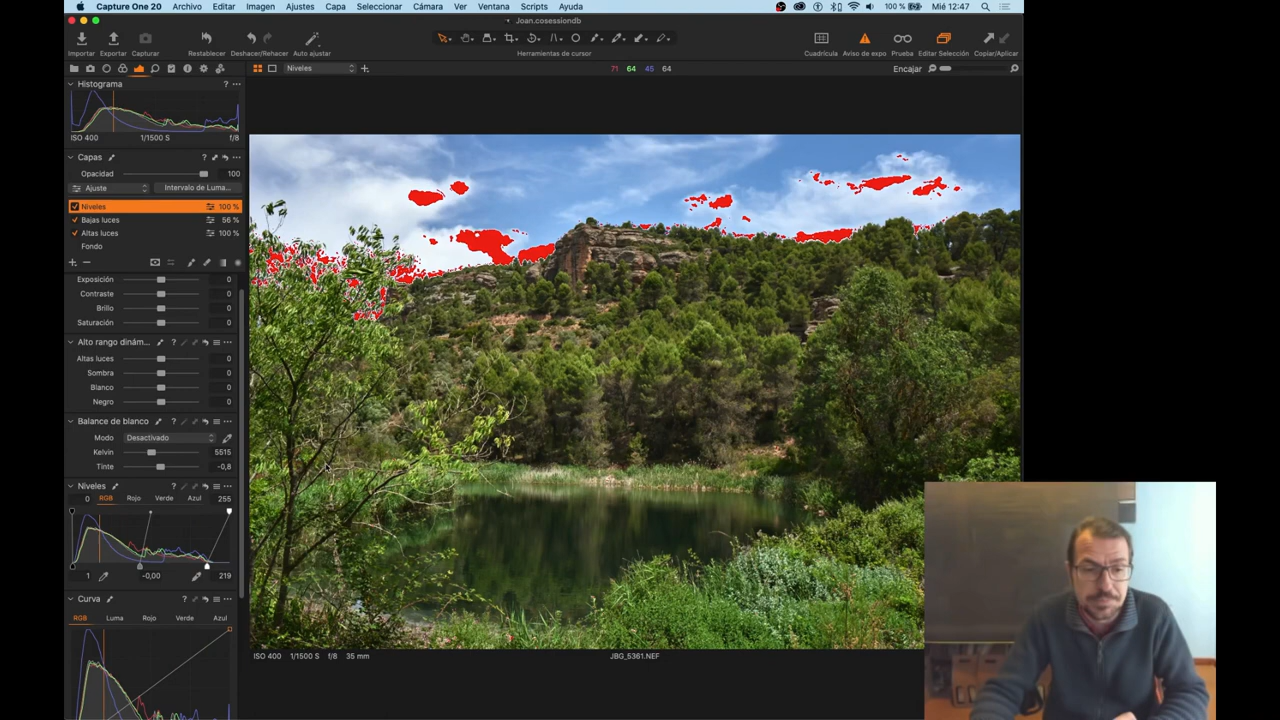 Capture One 20 Archivo Editar Imagen Ajustes Capa Seleccionar Cámara Ver Ventana Scripts Ayuda 100 % Mié 12:47
Joan.cosessiondb
Importar Exportar Capturar Restablecer Deshacer/Rehacer Auto ajustar Herramientas de cursor Cuadrícula Aviso de expo Prueba Editar Selección Copiar/Aplicar
Niveles 71 64 45 64 Encajar
Histograma
ISO 400 1/1500 S f/8
Capas
Opacidad 100
Ajuste Intervalo de Luma...
Niveles 100 %
Bajas luces 56 %
Altas luces 100 %
Fondo
Exposición 0
Contraste 0
Brillo 0
Saturación 0
Alto rango dinám...
Altas luces 0
Sombra 0
Blanco 0
Negro 0
Balance de blanco
Modo Desactivado
Kelvin 5515
Tinte -0,8
Niveles
0 RGB Rojo Verde Azul 255
1 -0,00 219
Curva
RGB Luma Rojo Verde Azul
ISO 400 1/1500 S f/8 35 mm JBG_5361.NEF